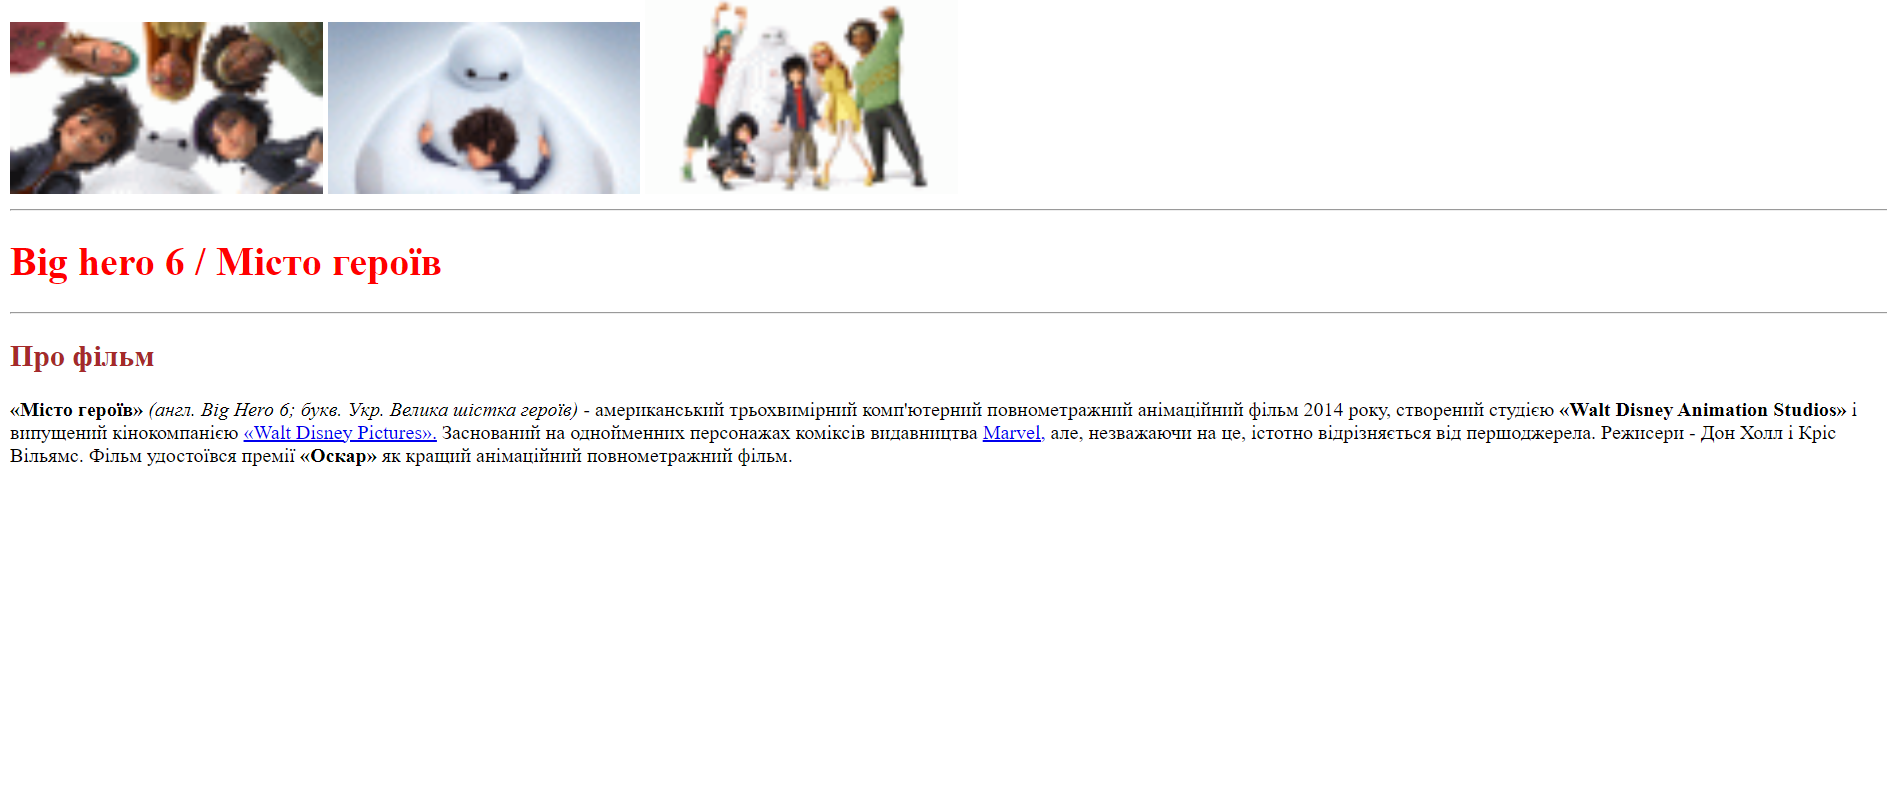 Big hero 6 / Місто героїв
Про фільм
«Місто героїв» (англ. Big Hero 6; букв. Укр. Велика шістка героїв) - американський трьохвимірний комп'ютерний повнометражний анімаційний фільм 2014 року, створений студією «Walt Disney Animation Studios» і
випущений кінокомпанією «Walt Disney Pictures». Заснований на однойменних персонажах коміксів видавництва Marvel, але, незважаючи на це, істотно відрізняється від першоджерела. Режисери - Дон Холл і Кріс
Вільямс. Фільм удостоївся премії «Оскар» як кращий анімаційний повнометражний фільм.